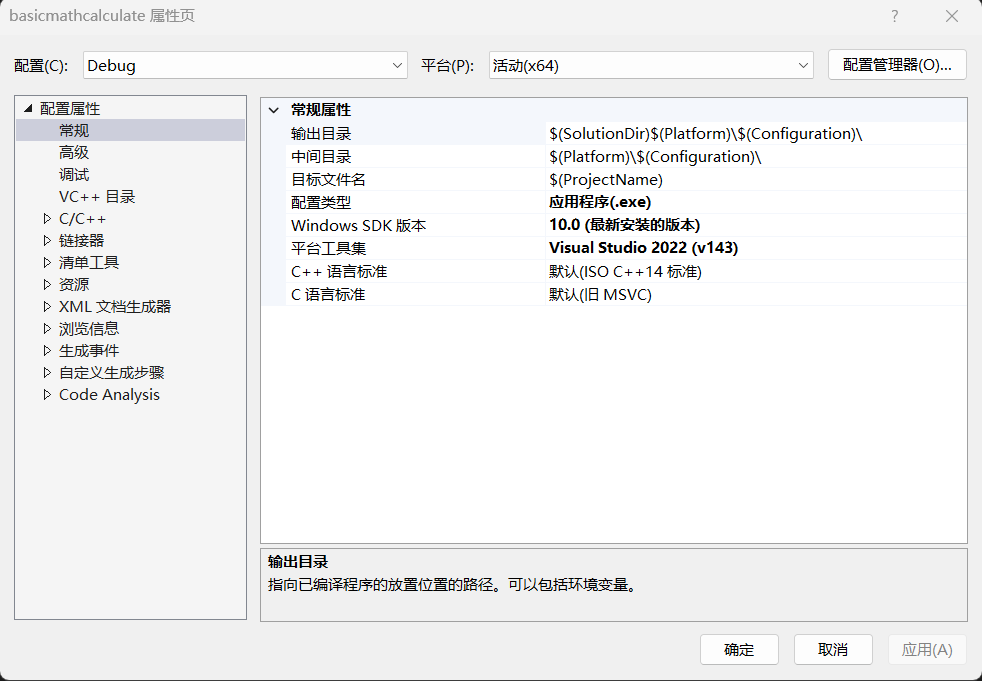 basicmathcalculate 属性页
配置(C): Debug 平台(P): 活动(x64) 配置管理器(O)...
配置属性
常规
高级
调试
VC++ 目录
C/C++
链接器
清单工具
资源
XML 文档生成器
浏览信息
生成事件
自定义生成步骤
Code Analysis
常规属性
输出目录 $(SolutionDir)$(Platform)\$(Configuration)\
中间目录 $(Platform)\$(Configuration)\
目标文件名 $(ProjectName)
配置类型 应用程序(.exe)
Windows SDK 版本 10.0 (最新安装的版本)
平台工具集 Visual Studio 2022 (v143)
C++ 语言标准 默认(ISO C++14 标准)
C 语言标准 默认(旧 MSVC)
输出目录
指向已编译程序的放置位置的路径。可以包括环境变量。
确定 取消 应用(A)